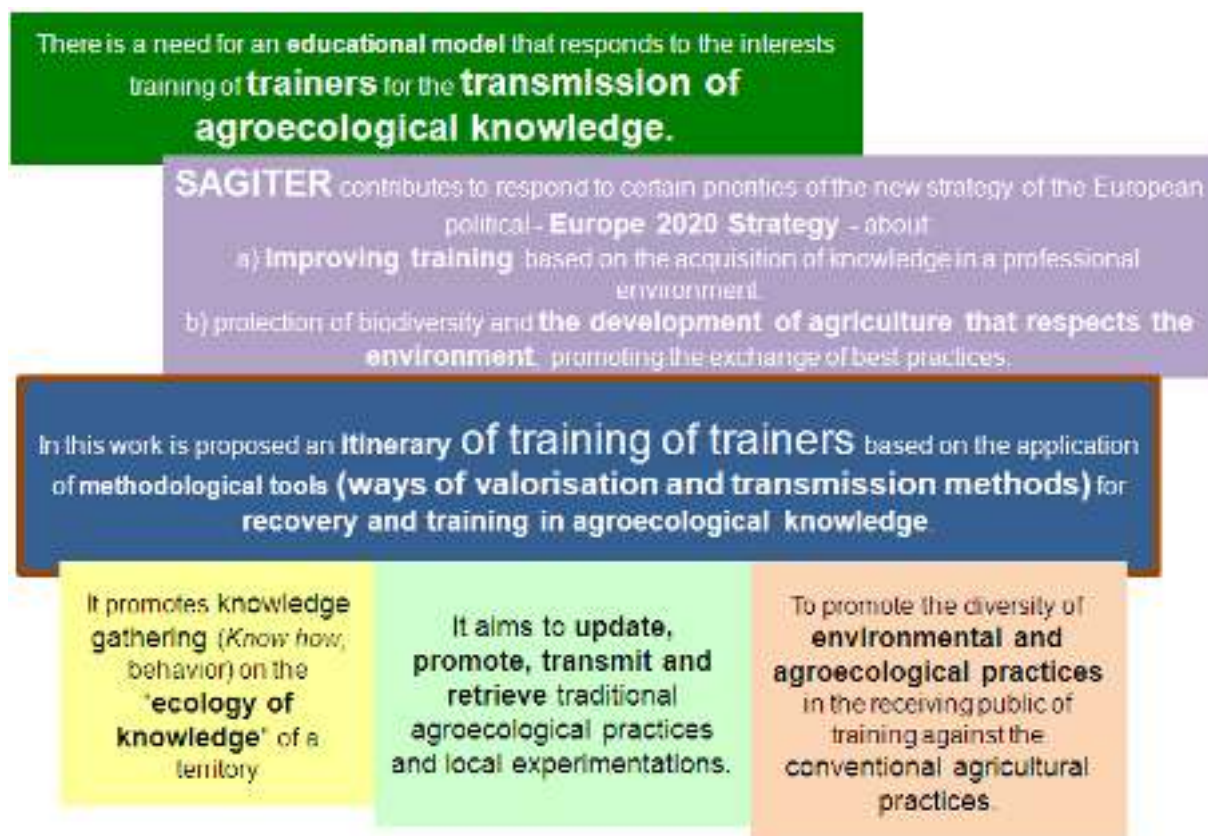 There is a need for an educational model that responds to the interests
training of trainers for the transmission of
agroecological knowledge.
SAGITER contributes to respond to certain priorities of the new strategy of the European
political - Europe 2020 Strategy - about
a) Improving training based on the acquisition of knowledge in a professional
environment.
b) protection of biodiversity and the development of agriculture that respects the
environment, promoting the exchange of best practices.
In this work is proposed an itinerary of training of trainers based on the application
of methodological tools (ways of valorisation and transmission methods) for
recovery and training in agroecological knowledge
It promotes knowledge
gathering (Know how,
behavior) on the
"ecology of
knowledge" of a
territory
It aims to update,
promote, transmit and
retrieve traditional
agroecological practices
and local experimentations.
To promote the diversity of
environmental and
agroecological practices
in the receiving public of
training against the
conventional agricultural
practices.